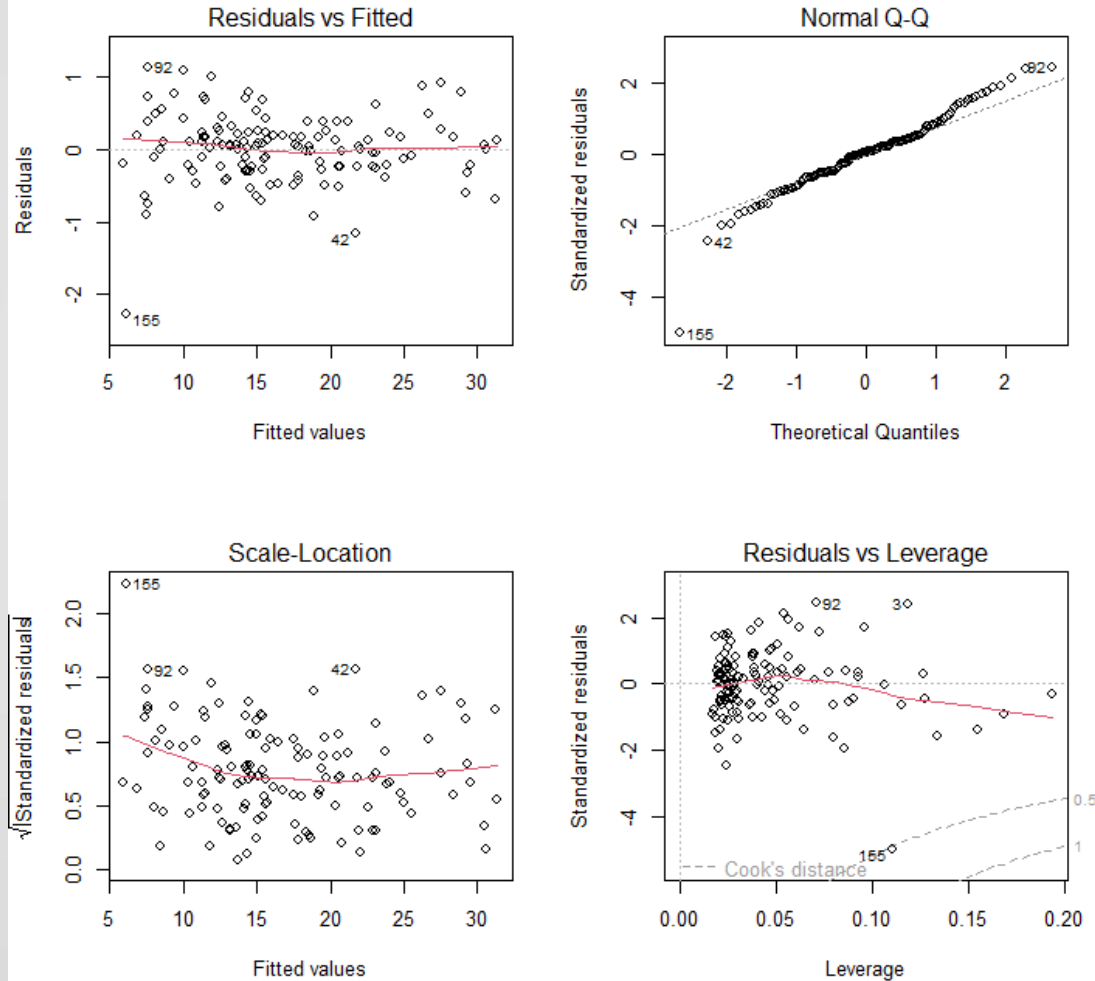 Residuals vs Fitted
Residuals
1
0
-1
-2
92
42
155
5 10 15 20 25 30
Fitted values
Normal Q-Q
Standardized residuals
2
0
-2
-4
92
42
155
-2 -1 0 1 2
Theoretical Quantiles
Scale-Location
√|Standardized residuals|
2.0
1.5
1.0
0.5
0.0
155
92
42
5 10 15 20 25 30
Fitted values
Residuals vs Leverage
Standardized residuals
2
0
-2
-4
92
3
155
0.5
1
Cook's distance
0.00 0.05 0.10 0.15 0.20
Leverage